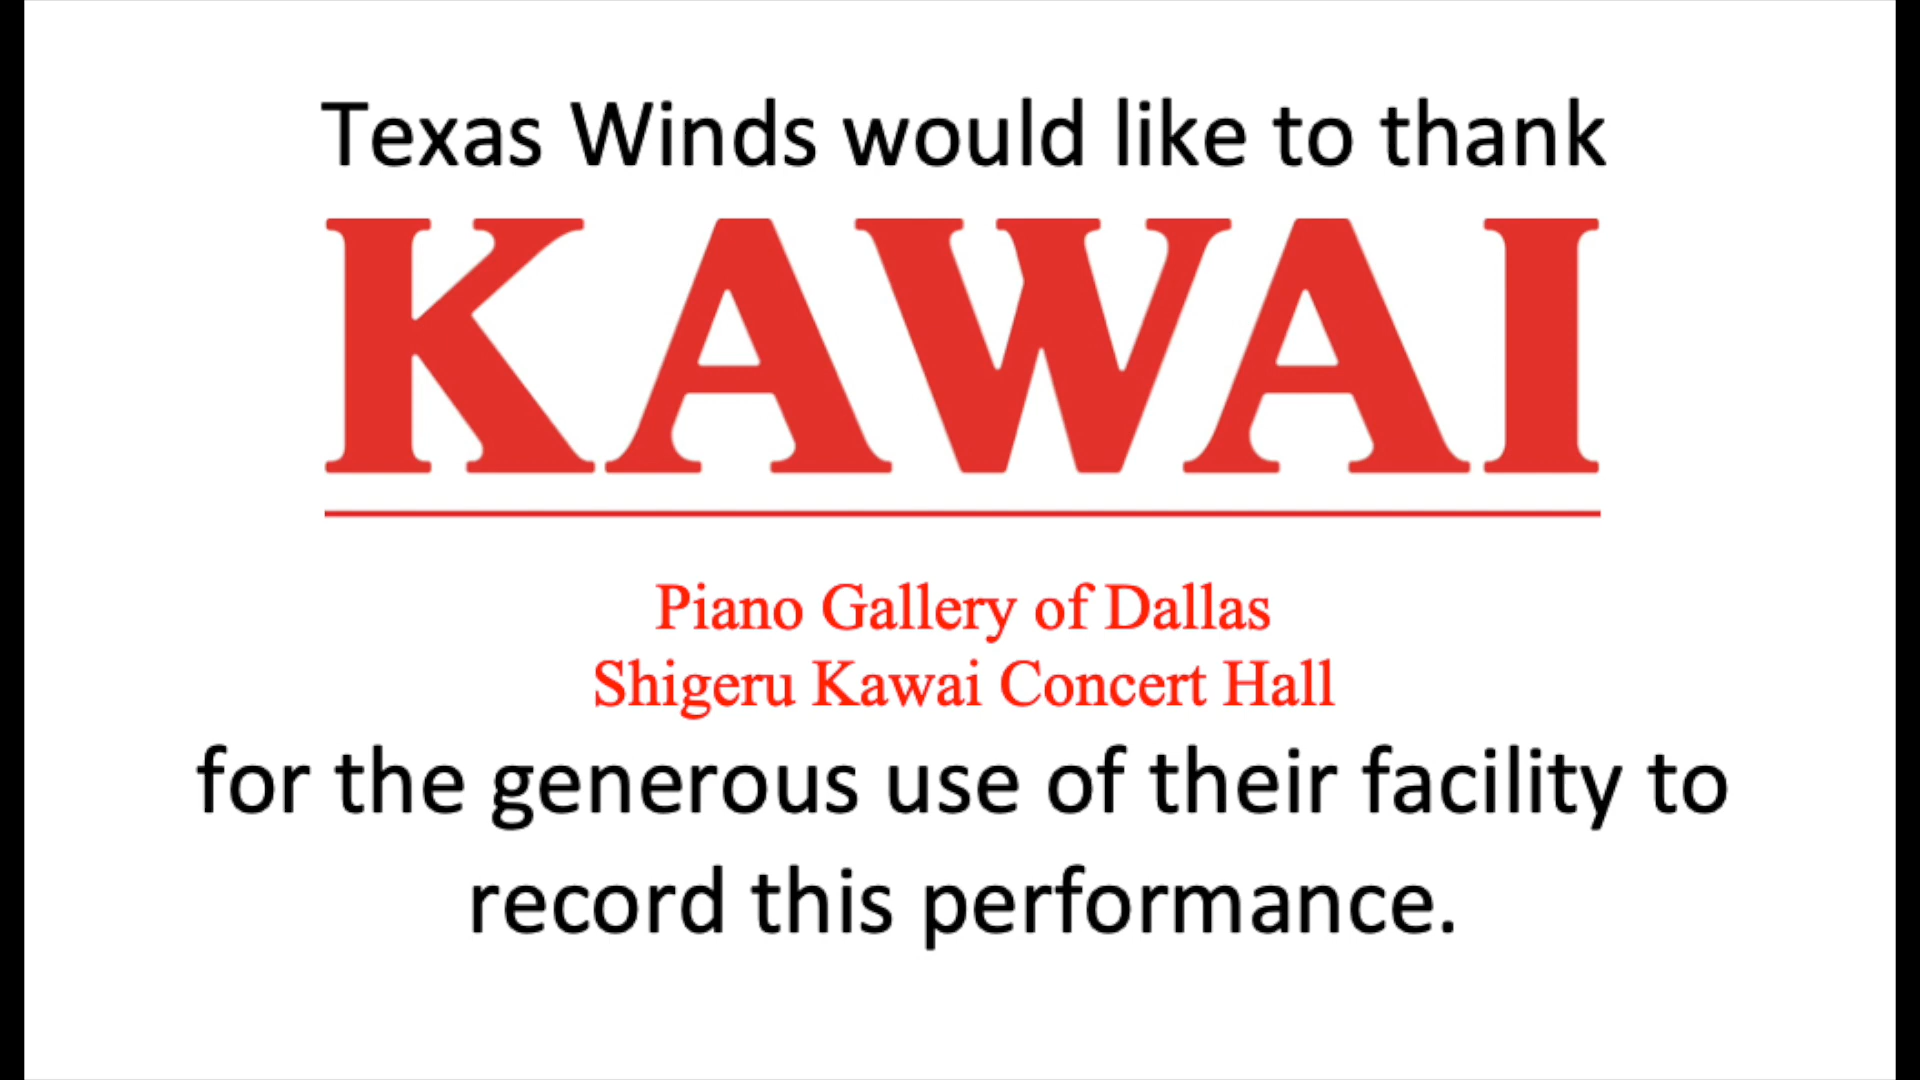 Texas Winds would like to thank
KAWAI
Piano Gallery of Dallas
Shigeru Kawai Concert Hall
for the generous use of their facility to
record this performance.